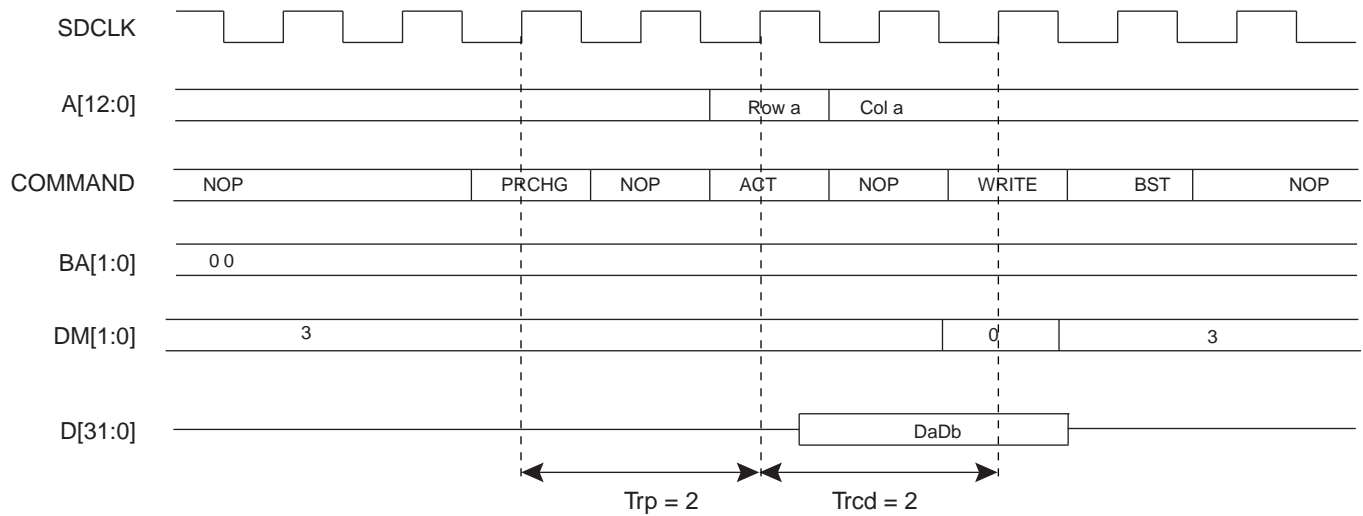 SDCLK
A[12:0] Row a Col a
COMMAND NOP PRCHG NOP ACT NOP WRITE BST NOP
BA[1:0] 0 0
DM[1:0] 3 0 3
D[31:0] DaDb
Trp = 2 Trcd = 2